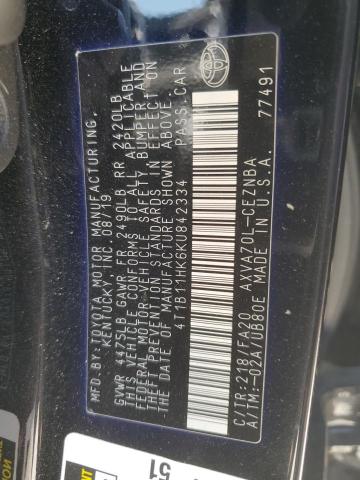 MFD.BY:TOYOTA MOTOR MANUFACTURING,
KENTUCKY, INC. 08/19
GVWR 4475LB GAWR FR 2490LB RR 2420LB
THIS VEHICLE CONFORMS TO ALL APPLICABLE
FEDERAL MOTOR VEHICLE SAFETY, BUMPER AND
THEFT PREVENTION STANDARDS IN EFFECT ON
THE DATE OF MANUFACTURE SHOWN ABOVE.
4T1B11HK6KU842334 PASS.CAR
C/TR:218/FA20 AXVA70L-CEZNBA
A/TM:-02A/UB80E U.S.A. 77491
51